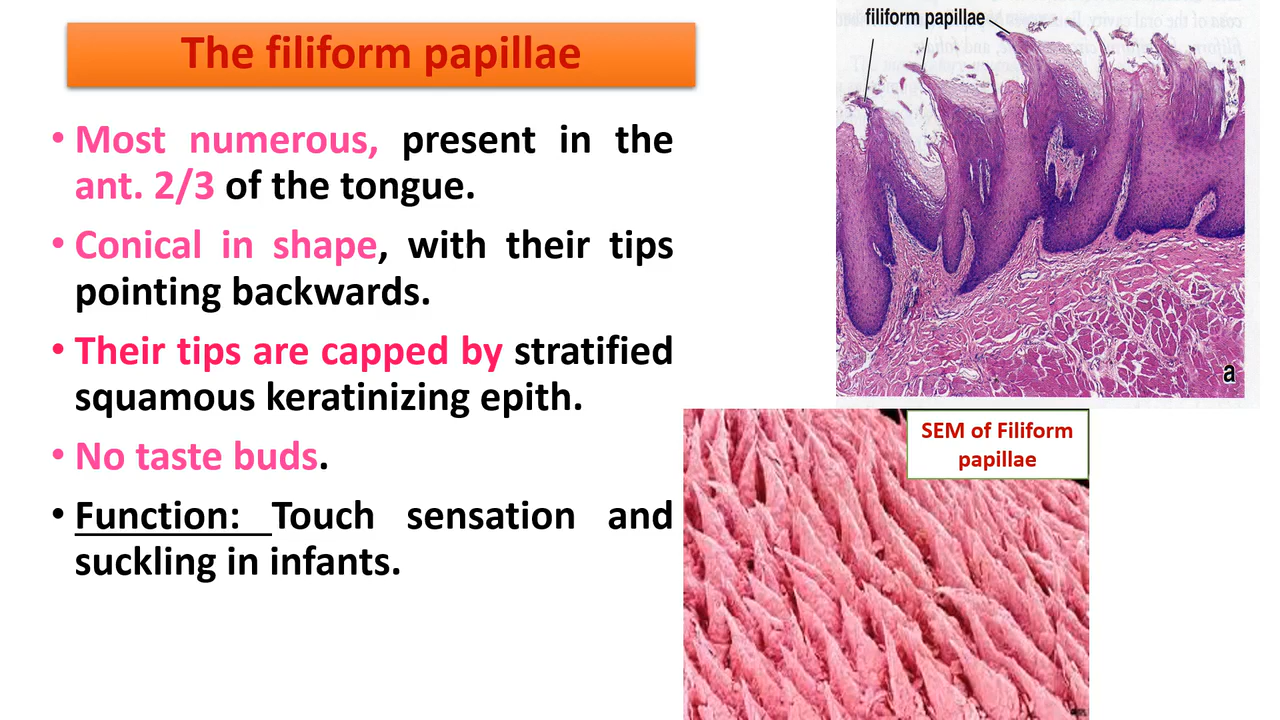 The filiform papillae
• Most numerous, present in the
ant. 2/3 of the tongue.
• Conical in shape, with their tips
pointing backwards.
• Their tips are capped by stratified
squamous keratinizing epith.
• No taste buds.
• Function: Touch sensation and
suckling in infants.
filiform papillae
a
SEM of Filiform
papillae